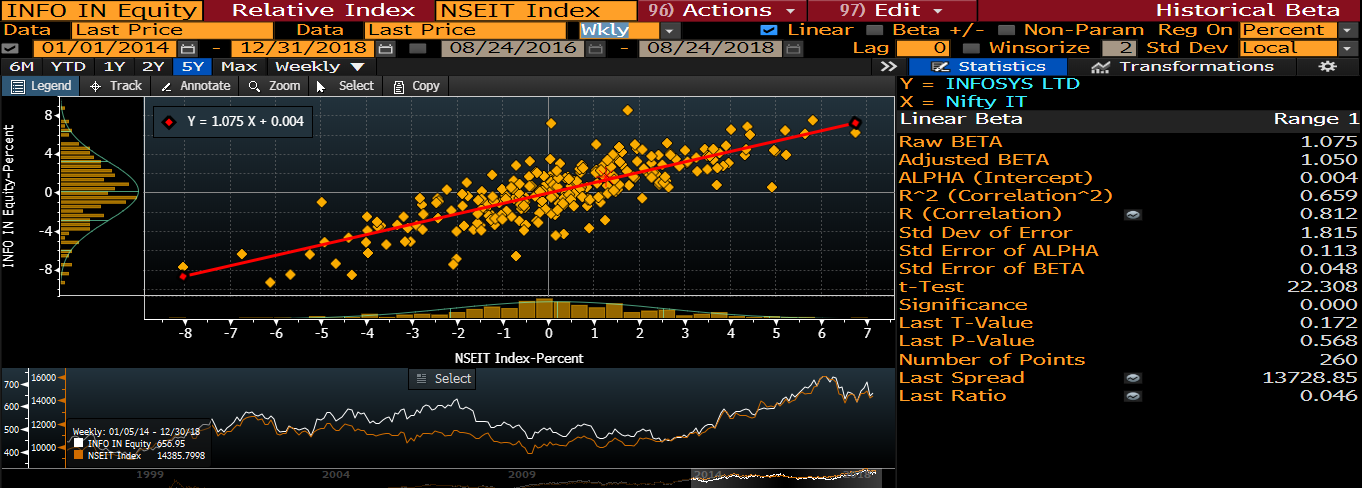 INFO IN Equity Relative Index NSEIT Index 96) Actions 97) Edit Historical Beta
Data Last Price Data Last Price Wkly Linear Beta +/- Non-Param Reg On Percent
01/01/2014 - 12/31/2018 08/24/2016 - 08/24/2018 Lag 0 Winsorize 2 Std Dev Local
6M YTD 1Y 2Y 5Y Max Weekly Statistics Transformations
Legend Track Annotate Zoom Select Copy
Y = INFOSYS LTD
X = Nifty IT
Linear Beta Range 1
Raw BETA 1.075
Adjusted BETA 1.050
ALPHA (Intercept) 0.004
R^2 (Correlation^2) 0.659
R (Correlation) 0.812
Std Dev of Error 1.815
Std Error of ALPHA 0.113
Std Error of BETA 0.048
t-Test 22.308
Significance 0.000
Last T-Value 0.172
Last P-Value 0.568
Number of Points 260
Last Spread 13728.85
Last Ratio 0.046
Y = 1.075 X + 0.004
INFO IN Equity-Percent
8
4
0
-4
-8
-8 -7 -6 -5 -4 -3 -2 -1 0 1 2 3 4 5 6 7
NSEIT Index-Percent
Select
700 16000
600 14000
500 12000
400 10000
Weekly: 01/05/14 - 12/30/18
INFO IN Equity 656.95
NSEIT Index 14385.7998
1999 2004 2009 2014 2018